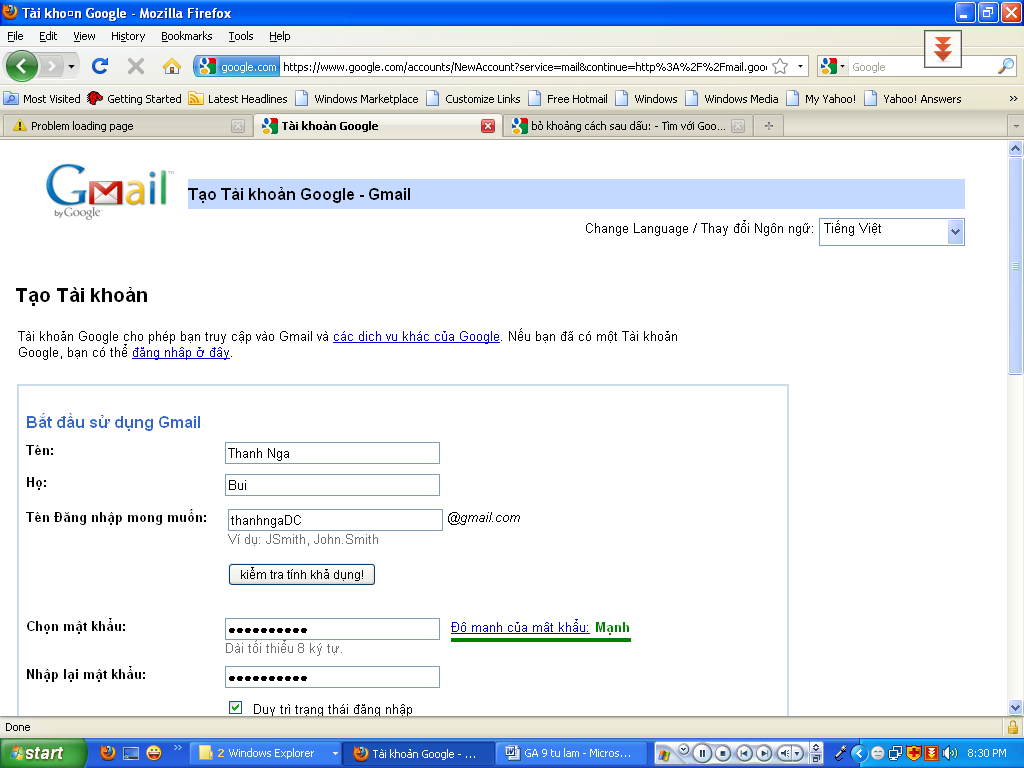 Tài kho¤n Google - Mozilla Firefox
File Edit View History Bookmarks Tools Help
google.com https://www.google.com/accounts/NewAccount?service=mail&continue=http%3A%2F%2Fmail.goo Google
Most Visited Getting Started Latest Headlines Windows Marketplace Customize Links Free Hotmail Windows Windows Media My Yahoo! Yahoo! Answers »
Problem loading page Tài khoản Google bỏ khoảng cách sau dấu: - Tìm với Goo...
Gmail
by Google™
Tạo Tài khoản Google - Gmail
Change Language / Thay đổi Ngôn ngữ: Tiếng Việt
Tạo Tài khoản
Tài khoản Google cho phép bạn truy cập vào Gmail và các dịch vụ khác của Google. Nếu bạn đã có một Tài khoản
Google, bạn có thể đăng nhập ở đây.
Bắt đầu sử dụng Gmail
Tên: Thanh Nga
Họ: Bui
Tên Đăng nhập mong muốn: thanhngaDC @gmail.com
Ví dụ: JSmith, John.Smith
kiểm tra tính khả dụng!
Chọn mật khẩu: ●●●●●●●●●● Độ mạnh của mật khẩu: Mạnh
Dài tối thiểu 8 ký tự.
Nhập lại mật khẩu: ●●●●●●●●●●
Duy trì trạng thái đăng nhập
Done
start » 2 Windows Explorer Tài khoản Google - ... GA 9 tu lam - Micros... 8:30 PM